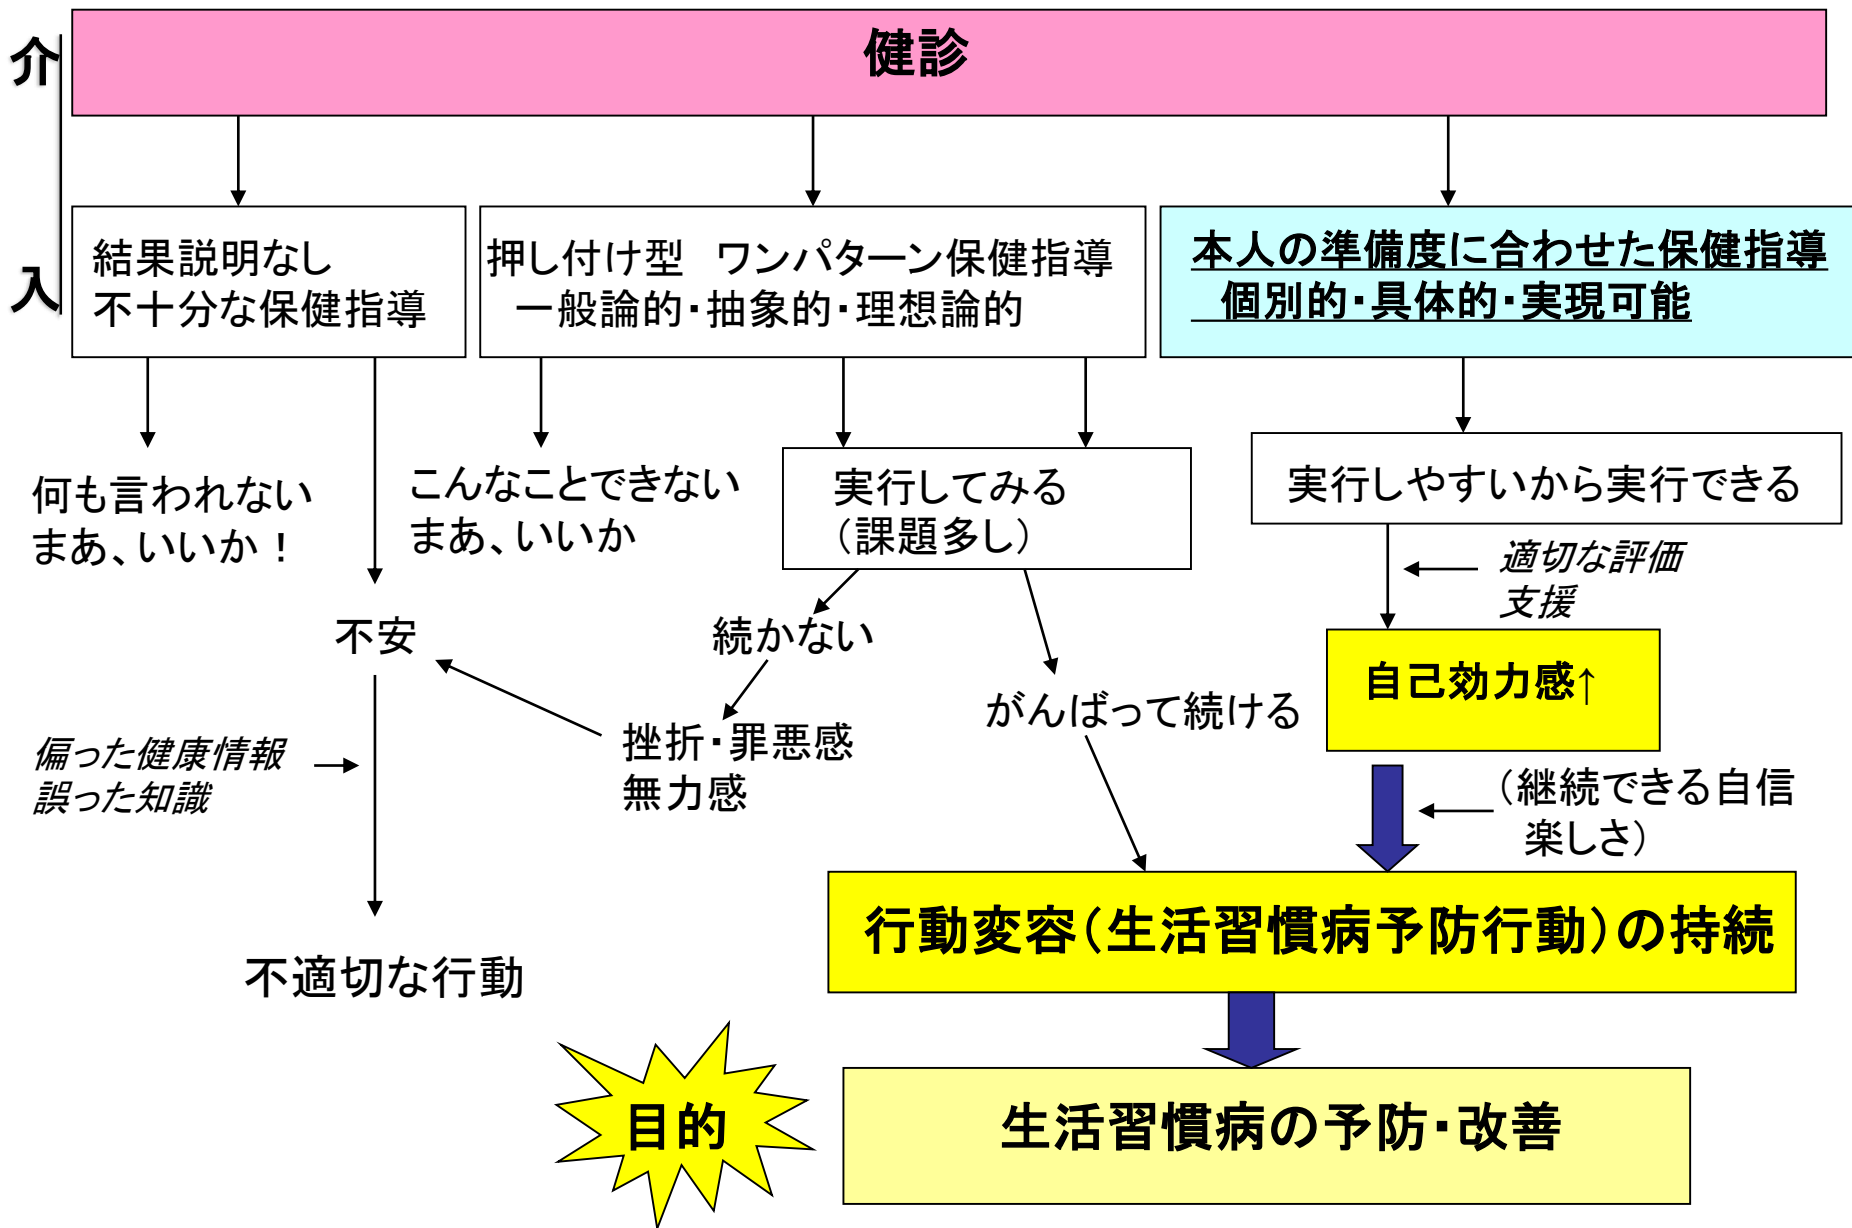 介
入
健診
結果説明なし
不十分な保健指導
押し付け型　ワンパターン保健指導
一般論的・抽象的・理想論的
本人の準備度に合わせた保健指導
個別的・具体的・実現可能
何も言われない
まあ、いいか！
こんなことできない
まあ、いいか
実行してみる
（課題多し）
実行しやすいから実行できる
適切な評価
支援
不安
続かない
自己効力感↑
がんばって続ける
偏った健康情報
誤った知識
挫折・罪悪感
無力感
（継続できる自信
楽しさ）
行動変容（生活習慣病予防行動）の持続
不適切な行動
目的
生活習慣病の予防・改善